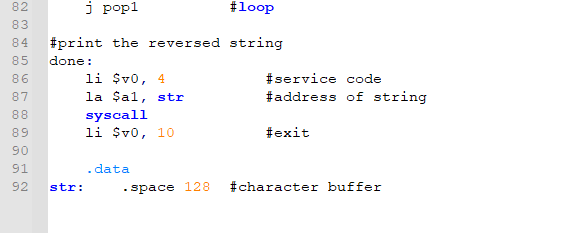 82 j pop1 #loop
83
84 #print the reversed string
85 done:
86 li $v0, 4 #service code
87 la $a1, str #address of string
88 syscall
89 li $v0, 10 #exit
90
91 .data
92 str: .space 128 #character buffer